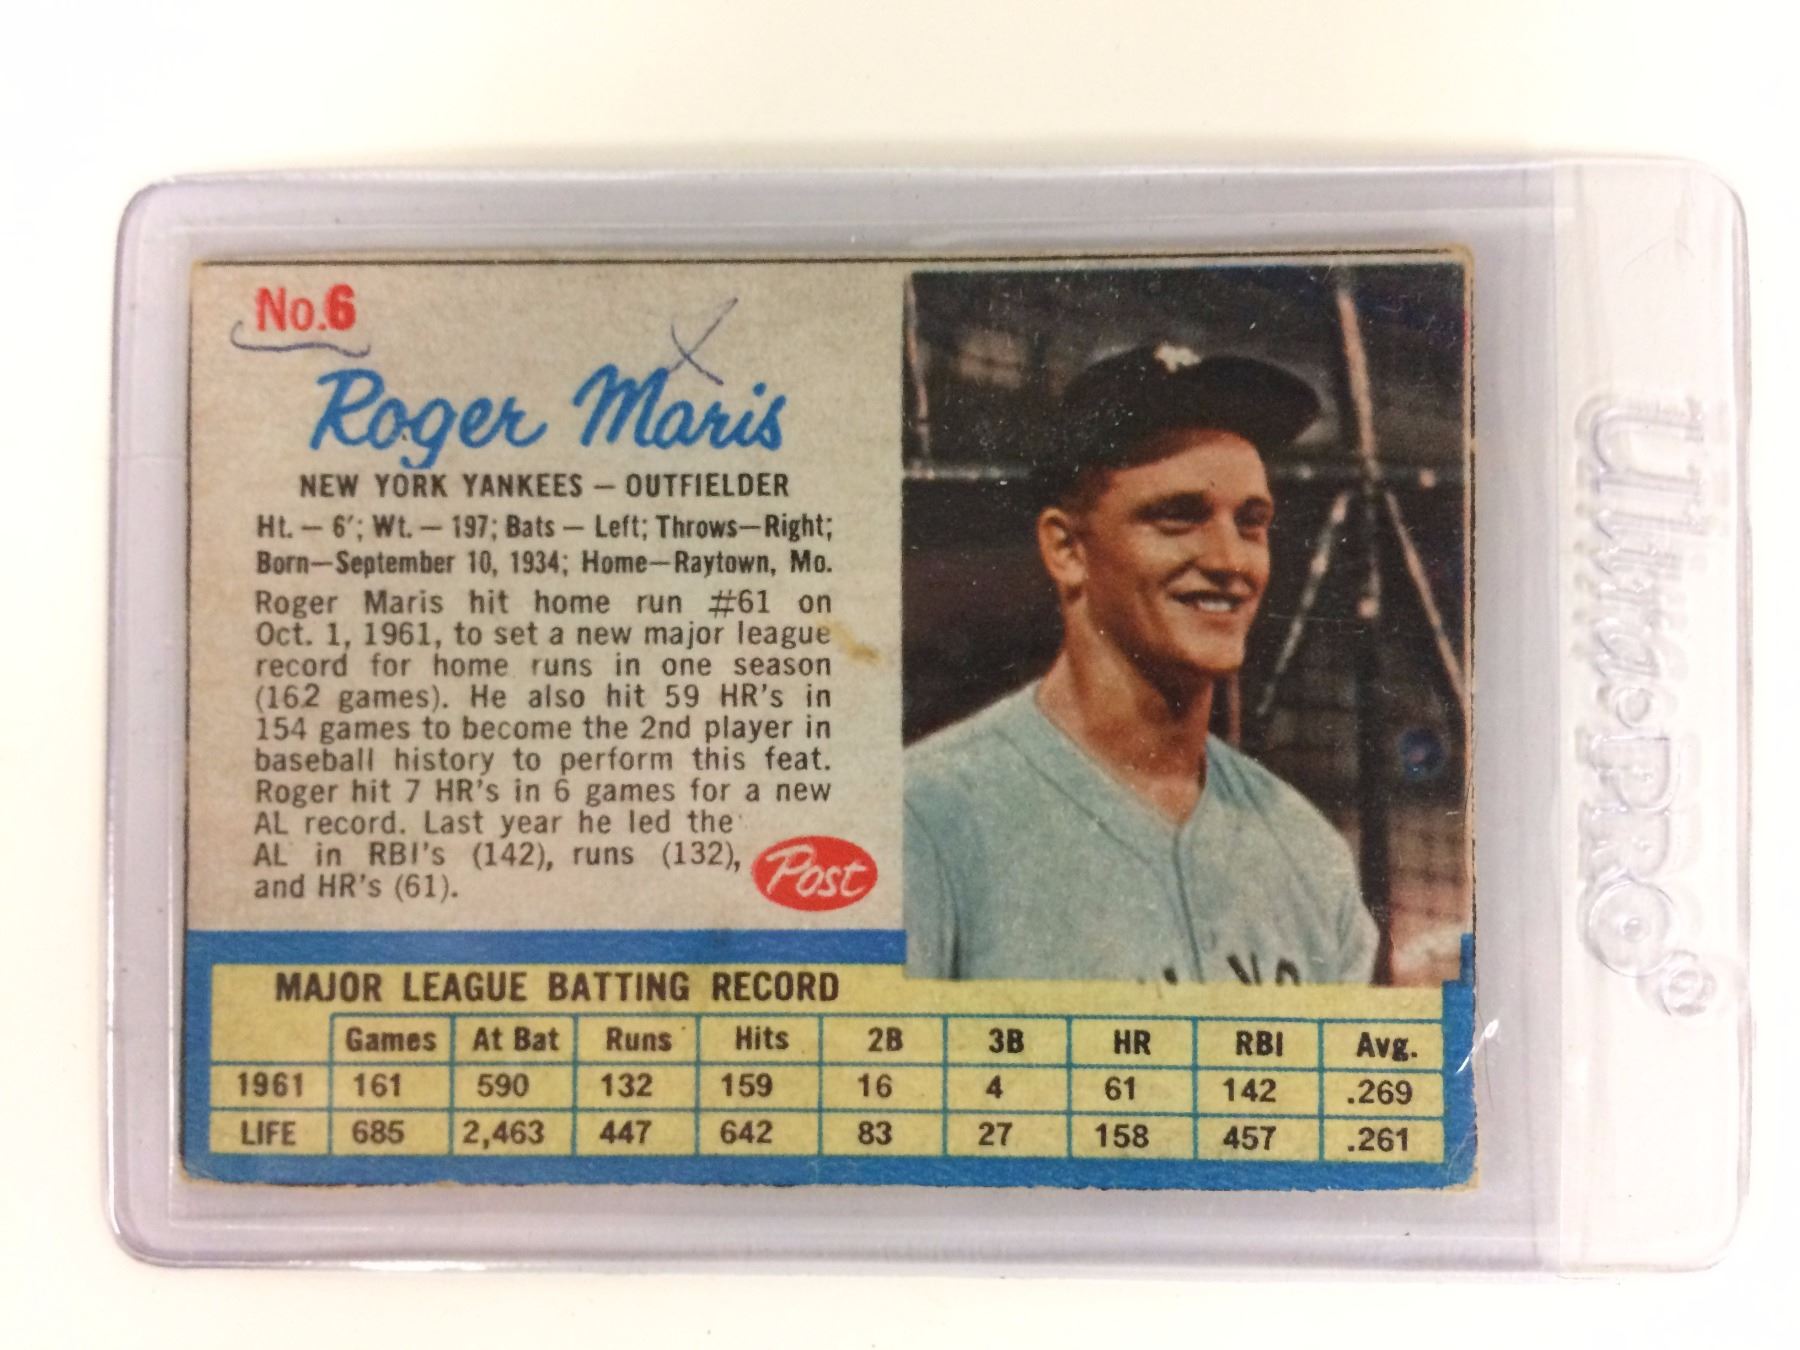 No.6
Roger Maris
NEW YORK YANKEES – OUTFIELDER
Ht. – 6'; Wt. – 197; Bats – Left; Throws—Right;
Born—September 10, 1934; Home—Raytown, Mo.
Roger Maris hit home run #61 on
Oct. 1, 1961, to set a new major league
record for home runs in one season
(162 games). He also hit 59 HR's in
154 games to become the 2nd player in
baseball history to perform this feat.
Roger hit 7 HR's in 6 games for a new
AL record. Last year he led the
AL in RBI's (142), runs (132),
and HR's (61).
Post
MAJOR LEAGUE BATTING RECORD
Games At Bat Runs Hits 2B 3B HR RBI Avg.
1961 161 590 132 159 16 4 61 142 .269
LIFE 685 2,463 447 642 83 27 158 457 .261
Ultra•PRO